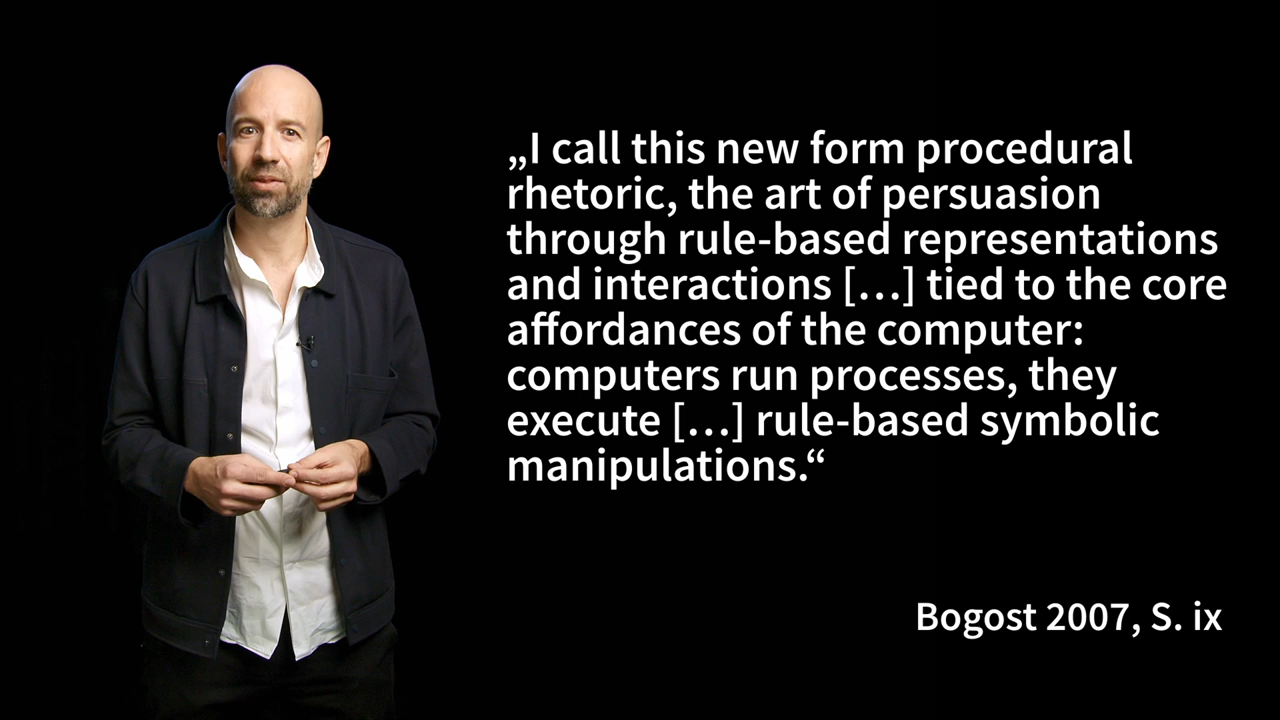 „I call this new form procedural
rhetoric, the art of persuasion
through rule-based representations
and interactions […] tied to the core
affordances of the computer:
computers run processes, they
execute […] rule-based symbolic
manipulations.“
Bogost 2007, S. ix